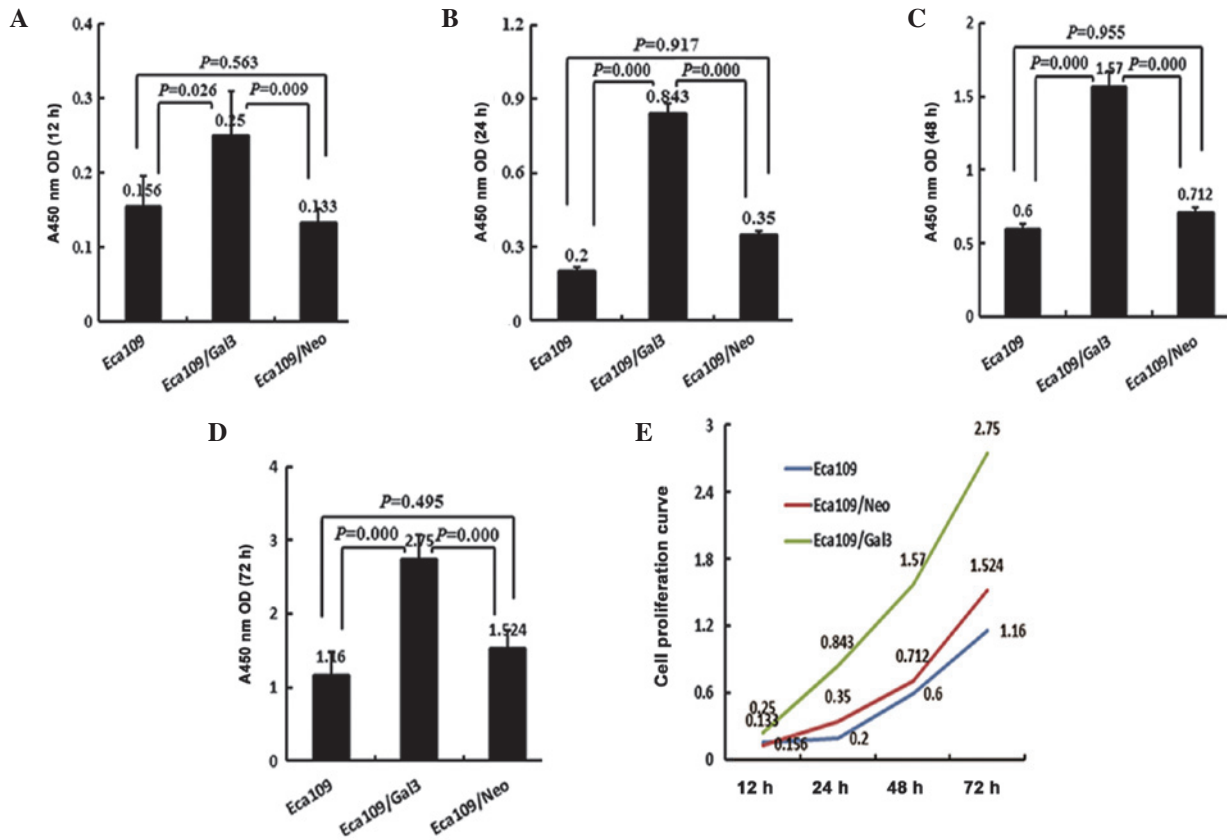 A
A450 nm OD (12 h)
0.4
0.3
0.2
0.1
0
P=0.563
P=0.026
P=0.009
0.156
0.25
0.133
Eca109
Eca109/Gal3
Eca109/Neo
B
A450 nm OD (24 h)
1.2
0.9
0.6
0.3
0
P=0.917
P=0.000
P=0.000
0.2
0.843
0.35
Eca109
Eca109/Gal3
Eca109/Neo
C
A450 nm OD (48 h)
2
1.5
1
0.5
0
P=0.955
P=0.000
P=0.000
0.6
1.57
0.712
Eca109
Eca109/Gal3
Eca109/Neo
D
A450 nm OD (72 h)
4
3
2
1
0
P=0.495
P=0.000
P=0.000
1.16
2.75
1.524
Eca109
Eca109/Gal3
Eca109/Neo
E
Cell proliferation curve
3
2.4
1.8
1.2
0.6
0
Eca109
Eca109/Neo
Eca109/Gal3
2.75
1.57
1.524
0.843
0.712
1.16
0.25
0.35
0.6
0.133
0.156
0.2
12 h
24 h
48 h
72 h